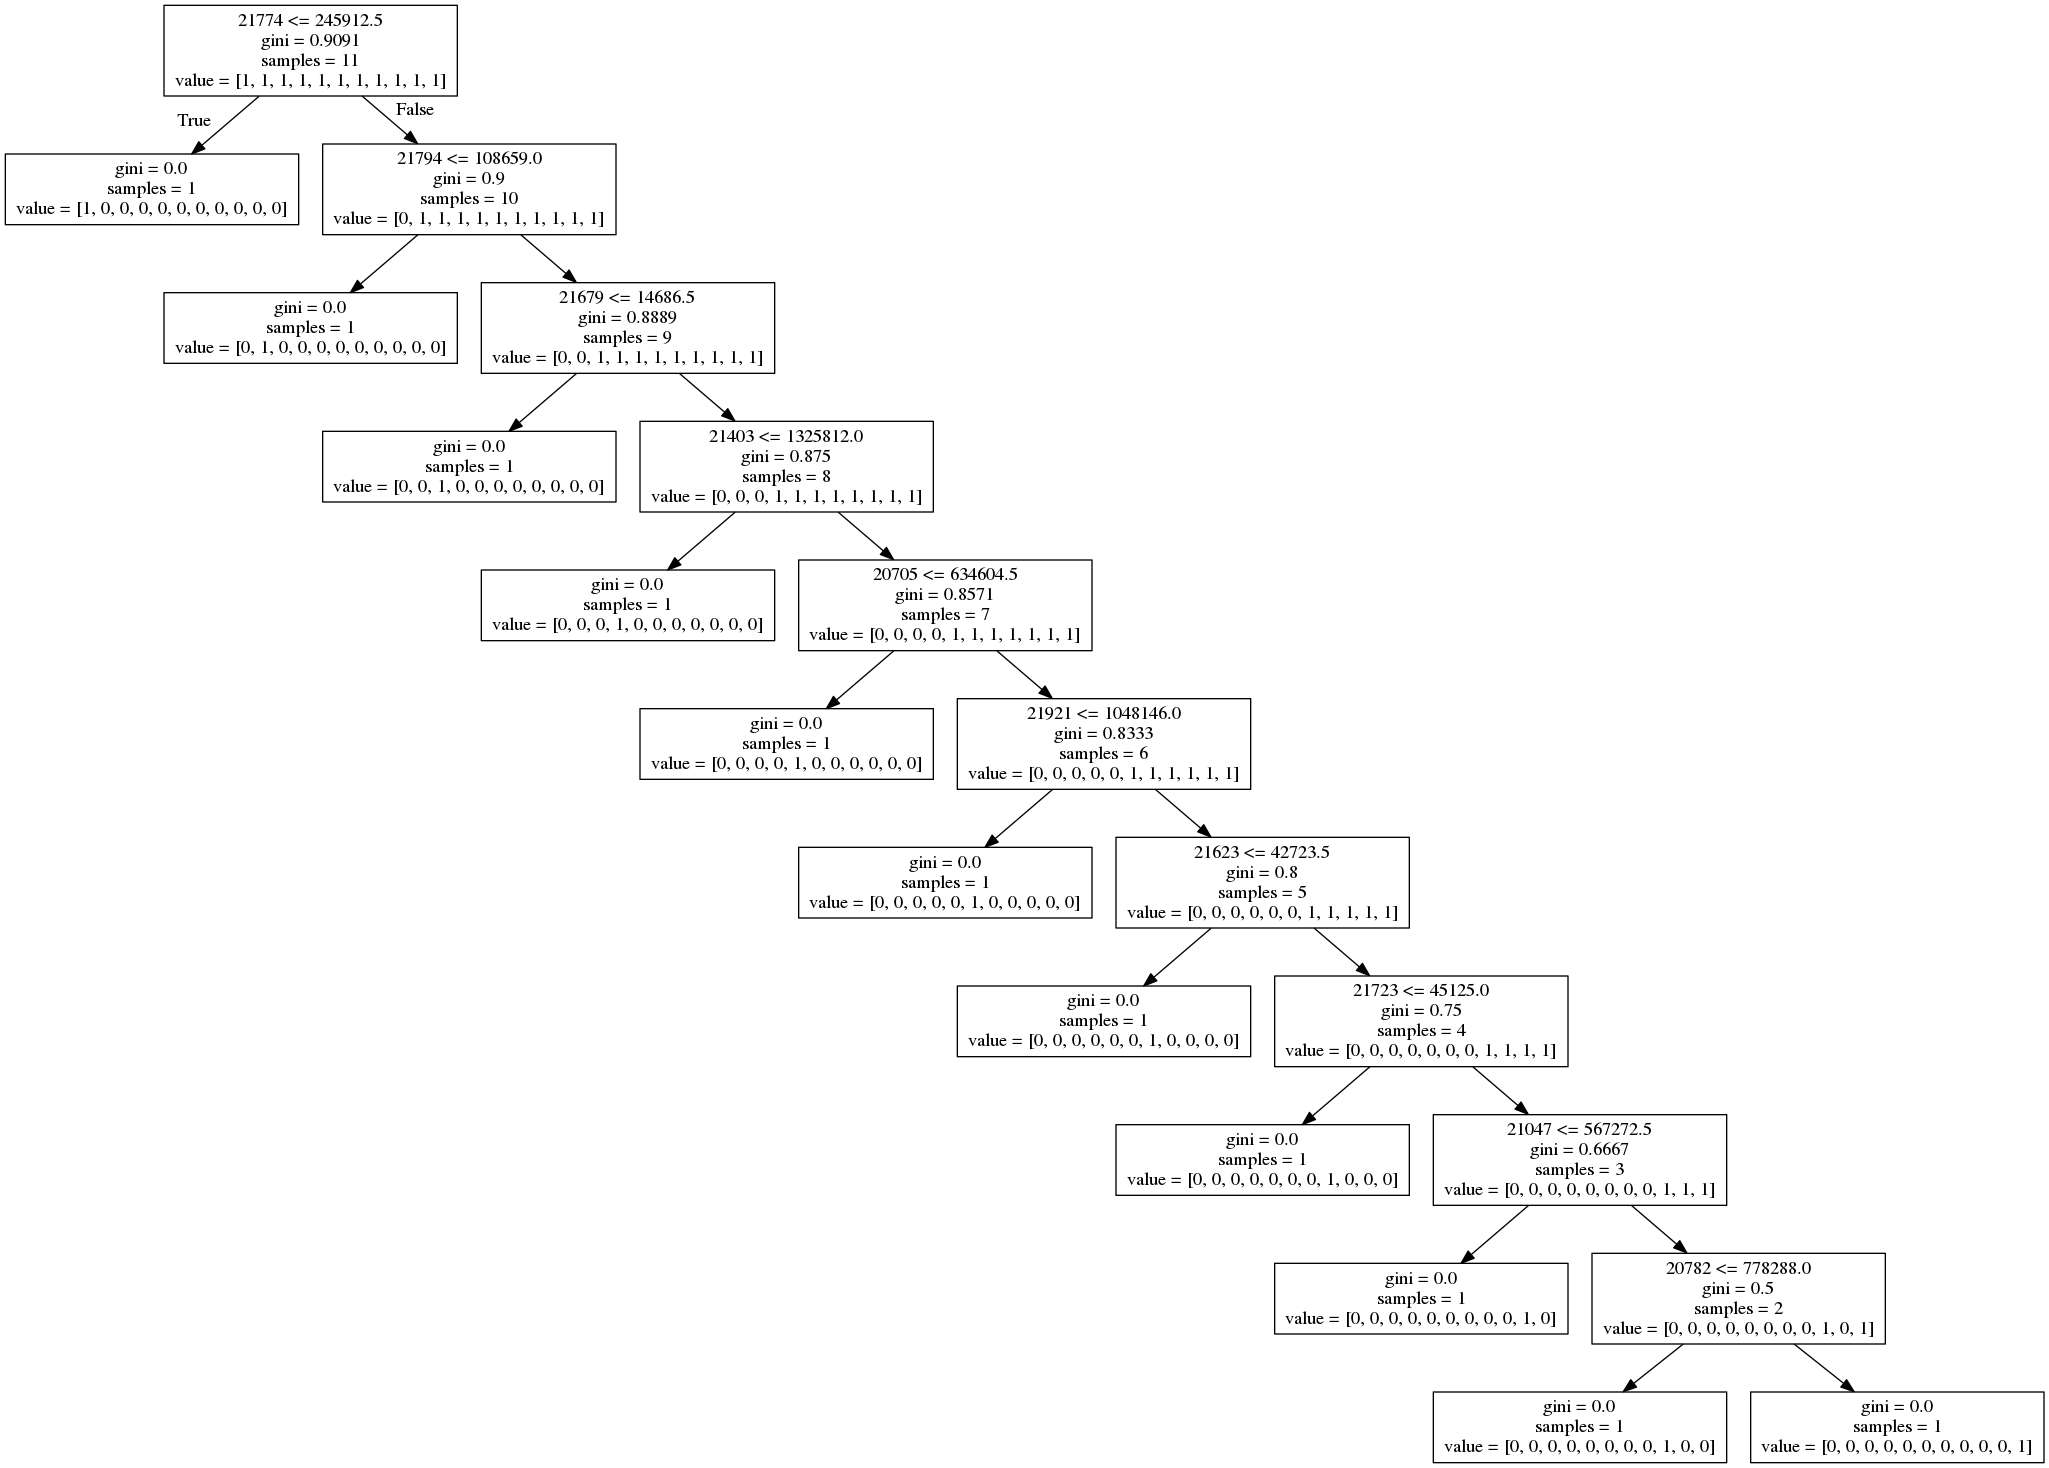 21774 <= 245912.5
gini = 0.9091
samples = 11
value = [1, 1, 1, 1, 1, 1, 1, 1, 1, 1, 1]
True
False
gini = 0.0
samples = 1
value = [1, 0, 0, 0, 0, 0, 0, 0, 0, 0, 0]
21794 <= 108659.0
gini = 0.9
samples = 10
value = [0, 1, 1, 1, 1, 1, 1, 1, 1, 1, 1]
gini = 0.0
samples = 1
value = [0, 1, 0, 0, 0, 0, 0, 0, 0, 0, 0]
21679 <= 14686.5
gini = 0.8889
samples = 9
value = [0, 0, 1, 1, 1, 1, 1, 1, 1, 1, 1]
gini = 0.0
samples = 1
value = [0, 0, 1, 0, 0, 0, 0, 0, 0, 0, 0]
21403 <= 1325812.0
gini = 0.875
samples = 8
value = [0, 0, 0, 1, 1, 1, 1, 1, 1, 1, 1]
gini = 0.0
samples = 1
value = [0, 0, 0, 1, 0, 0, 0, 0, 0, 0, 0]
20705 <= 634604.5
gini = 0.8571
samples = 7
value = [0, 0, 0, 0, 1, 1, 1, 1, 1, 1, 1]
gini = 0.0
samples = 1
value = [0, 0, 0, 0, 1, 0, 0, 0, 0, 0, 0]
21921 <= 1048146.0
gini = 0.8333
samples = 6
value = [0, 0, 0, 0, 0, 1, 1, 1, 1, 1, 1]
gini = 0.0
samples = 1
value = [0, 0, 0, 0, 0, 1, 0, 0, 0, 0, 0]
21623 <= 42723.5
gini = 0.8
samples = 5
value = [0, 0, 0, 0, 0, 0, 1, 1, 1, 1, 1]
gini = 0.0
samples = 1
value = [0, 0, 0, 0, 0, 0, 1, 0, 0, 0, 0]
21723 <= 45125.0
gini = 0.75
samples = 4
value = [0, 0, 0, 0, 0, 0, 0, 1, 1, 1, 1]
gini = 0.0
samples = 1
value = [0, 0, 0, 0, 0, 0, 0, 1, 0, 0, 0]
21047 <= 567272.5
gini = 0.6667
samples = 3
value = [0, 0, 0, 0, 0, 0, 0, 0, 1, 1, 1]
gini = 0.0
samples = 1
value = [0, 0, 0, 0, 0, 0, 0, 0, 0, 1, 0]
20782 <= 778288.0
gini = 0.5
samples = 2
value = [0, 0, 0, 0, 0, 0, 0, 0, 1, 0, 1]
gini = 0.0
samples = 1
value = [0, 0, 0, 0, 0, 0, 0, 0, 1, 0, 0]
gini = 0.0
samples = 1
value = [0, 0, 0, 0, 0, 0, 0, 0, 0, 0, 1]